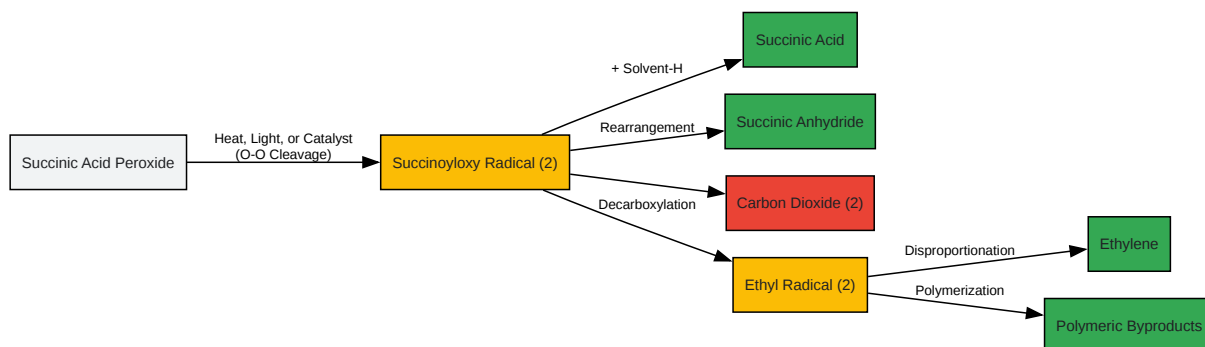 Succinic Acid
+ Solvent-H
Succinic Anhydride
Rearrangement
Heat, Light, or Catalyst
(O-O Cleavage)
Succinic Acid Peroxide
Succinoyloxy Radical (2)
Carbon Dioxide (2)
Decarboxylation
Ethylene
Disproportionation
Ethyl Radical (2)
Polymerization
Polymeric Byproducts